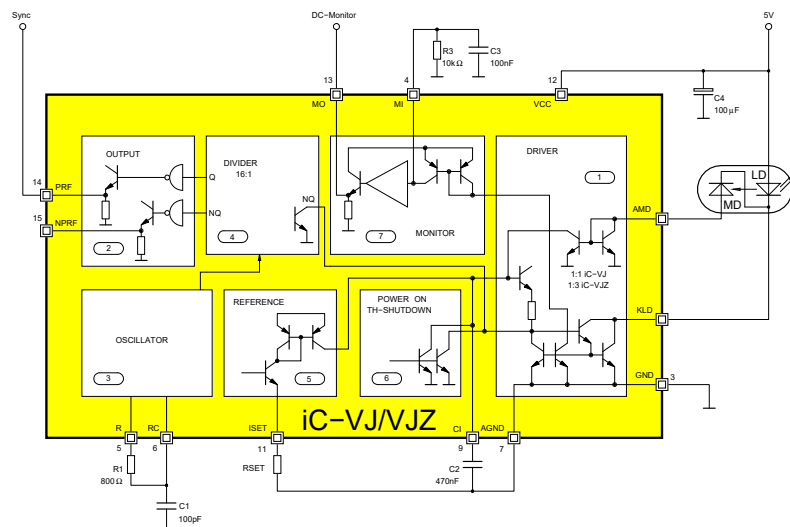 Sync
DC-Monitor
5V
R3
10kΩ
C3
100nF
13
4
12
MO
MI
VCC
C4
100µF
OUTPUT
DIVIDER
16:1
DRIVER
1
LD
MD
14
PRF
Q
15
NPRF
NQ
NQ
AMD
2
4
7
MONITOR
1:1 iC-VJ
1:3 iC-VJZ
REFERENCE
POWER ON
TH-SHUTDOWN
KLD
OSCILLATOR
3
5
6
GND
3
iC-VJ/VJZ
R
RC
ISET
CI
AGND
5
6
11
9
7
R1
800Ω
RSET
C2
470nF
C1
100pF